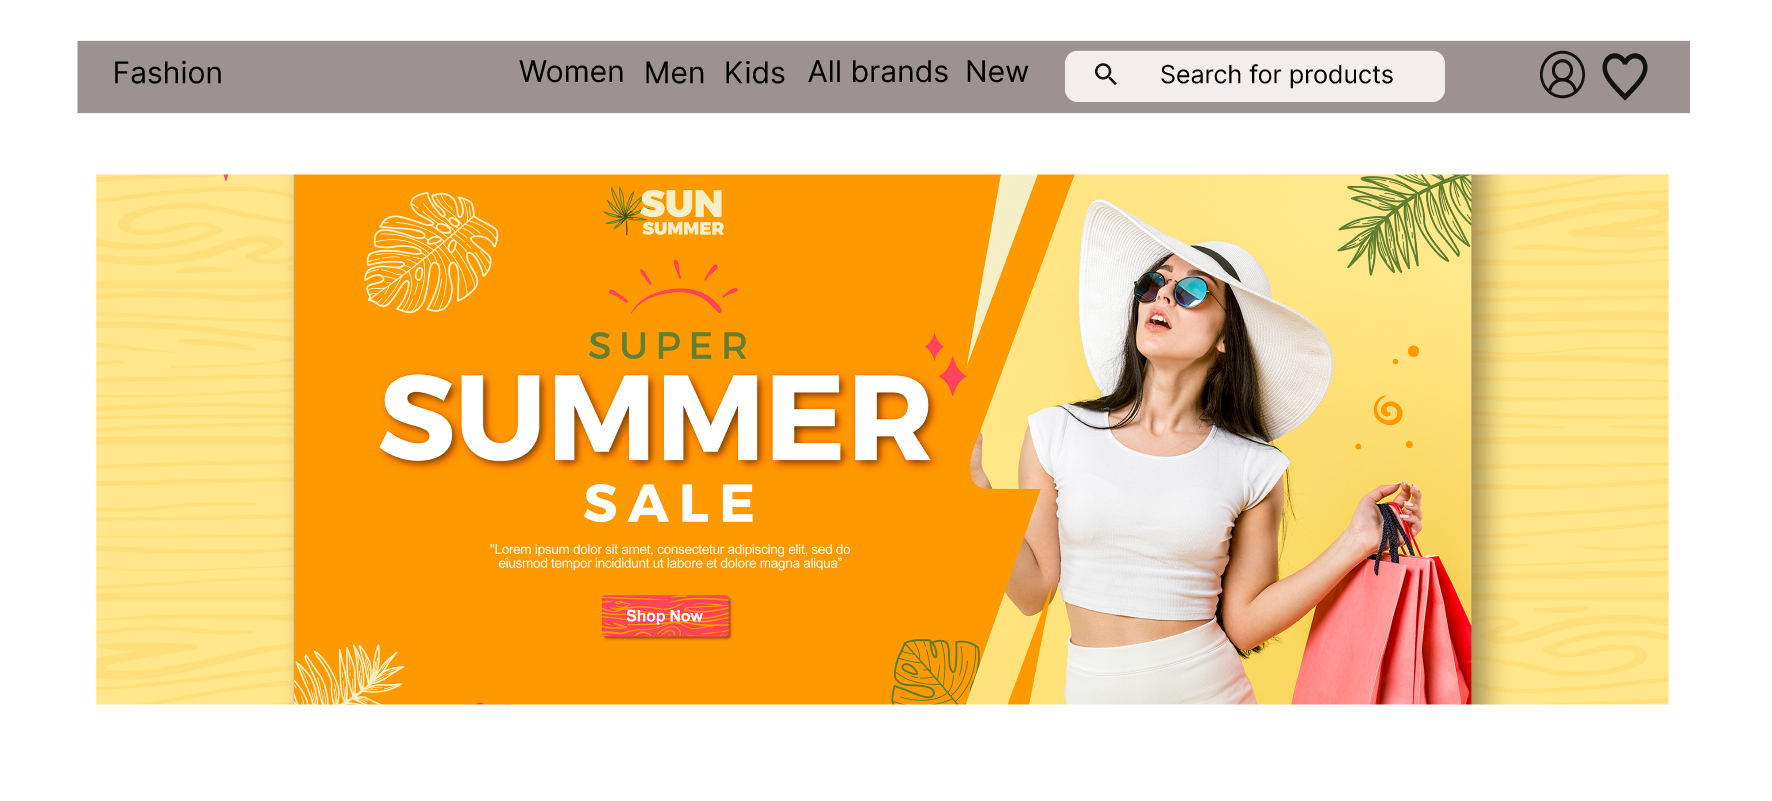 Fashion
Women Men Kids All brands New
Search for products
SUN
SUMMER
SUPER
SUMMER
SALE
"Lorem ipsum dolor sit amet, consectetur adipiscing elit, sed do
eiusmod tempor incididunt ut labore et dolore magna aliqua”
Shop Now